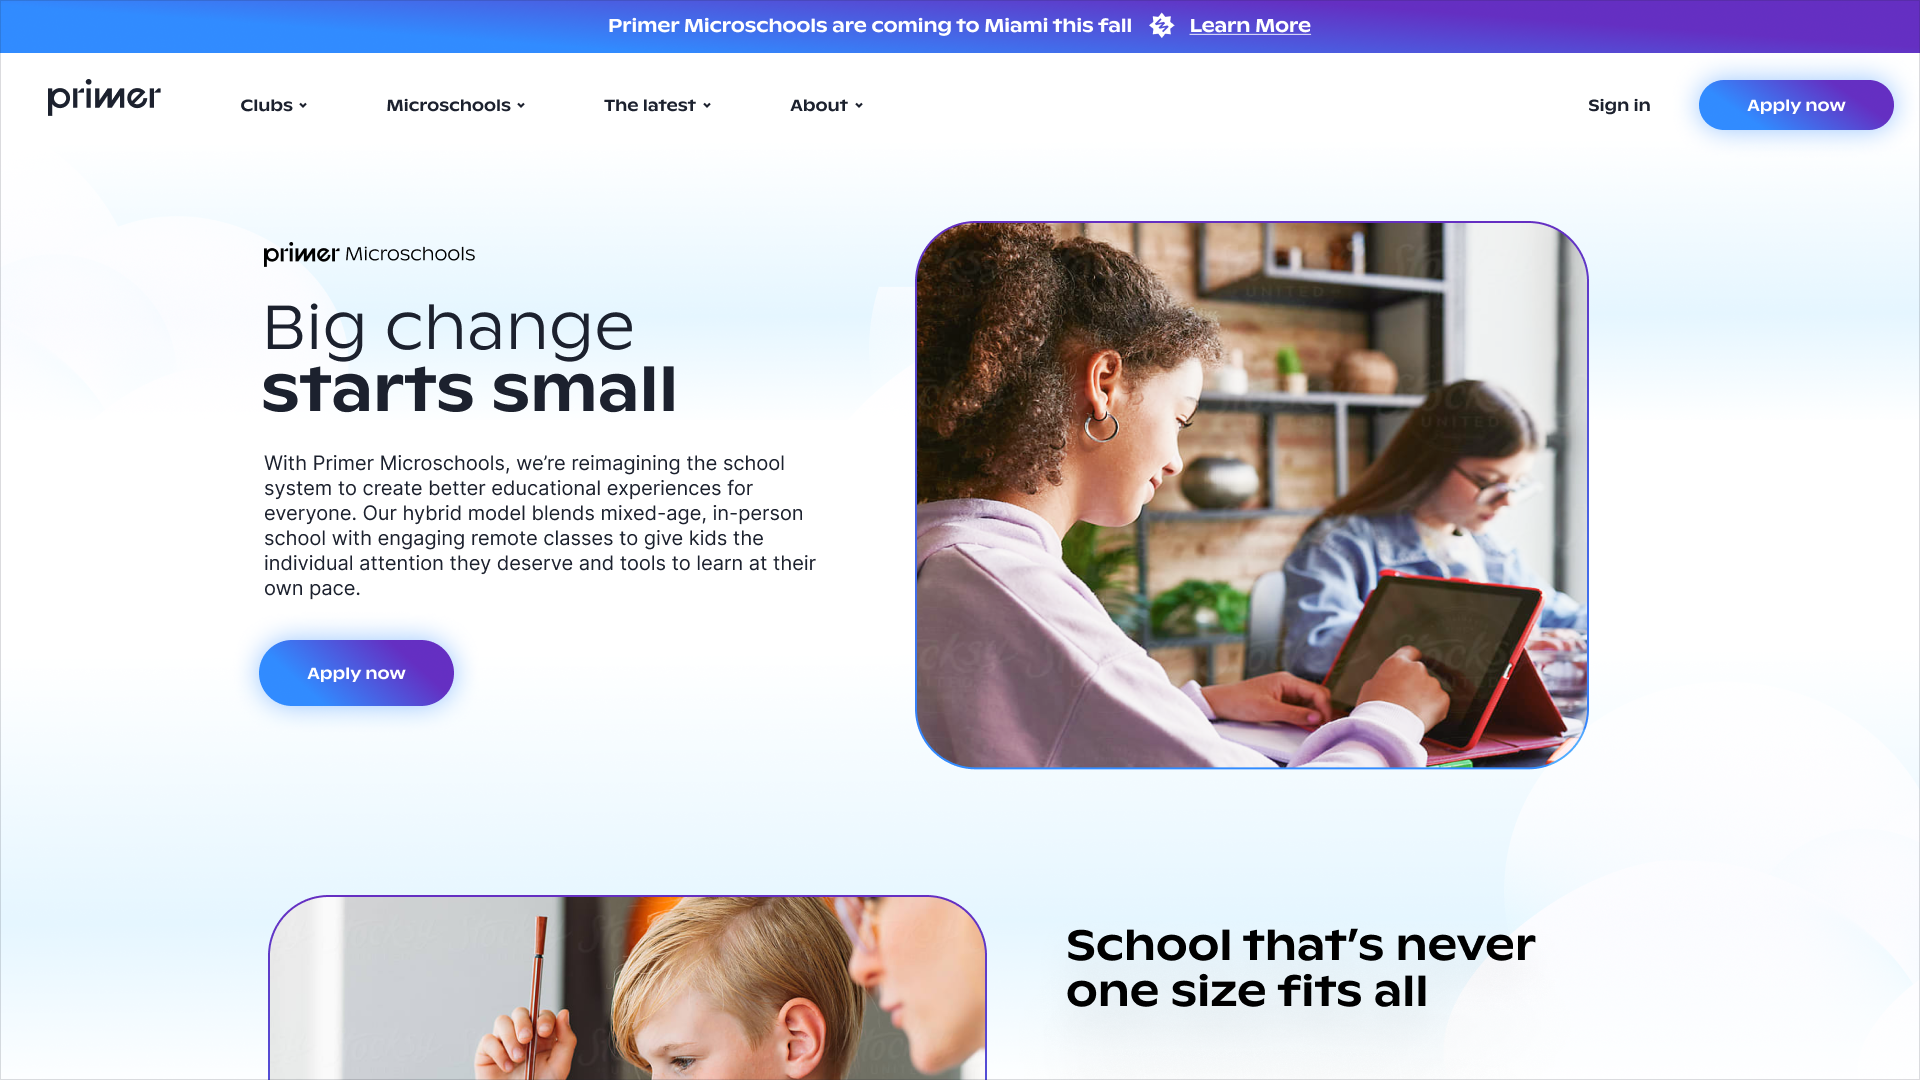 Primer Microschools are coming to Miami this fall Learn More
primer
Clubs
Microschools
The latest
About
Sign in
Apply now
primer Microschools
Big change
starts small
With Primer Microschools, we’re reimagining the school
system to create better educational experiences for
everyone. Our hybrid model blends mixed-age, in-person
school with engaging remote classes to give kids the
individual attention they deserve and tools to learn at their
own pace.
Apply now
UNITED
UNITED
Stocksy
School that’s never
one size fits all